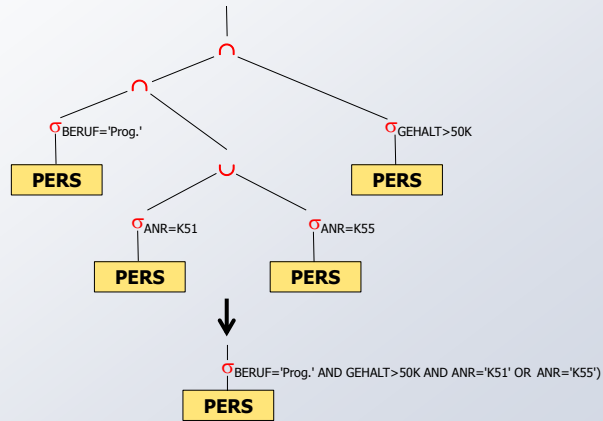 ∩
∩
σBERUF='Prog.'
σGEHALT>50K
PERS
PERS
∪
σANR=K51
σANR=K55
PERS
PERS
σBERUF='Prog.' AND GEHALT>50K AND ANR='K51' OR ANR='K55')
PERS